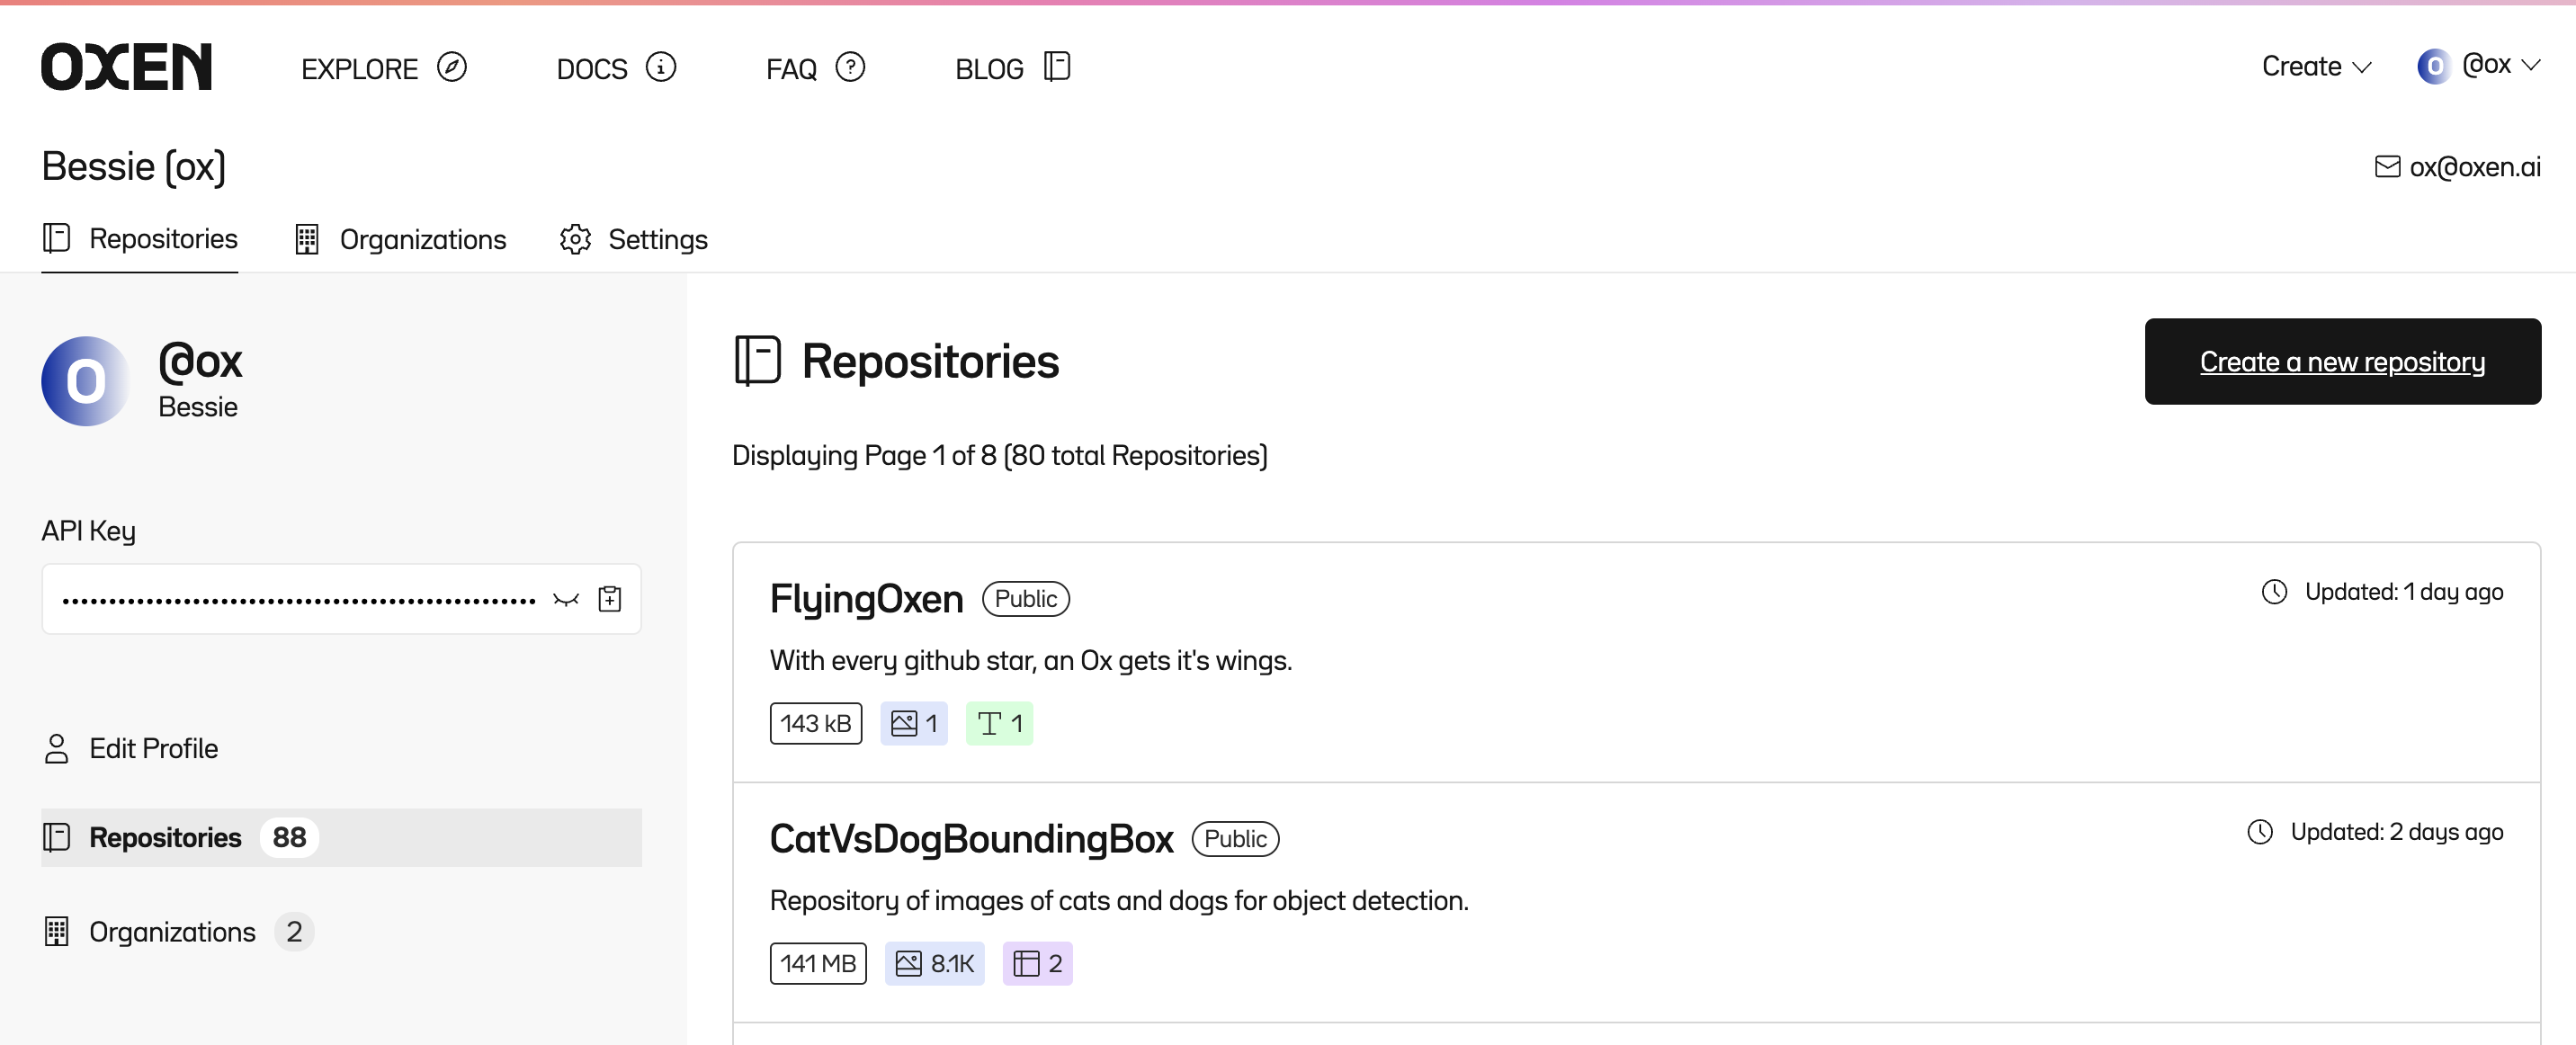 OXEN
EXPLORE
DOCS
FAQ
BLOG
Create
O
@ox
Bessie (ox)
ox@oxen.ai
Repositories
Organizations
Settings
O
@ox
Bessie
API Key
Edit Profile
Repositories 88
Organizations 2
Repositories
Create a new repository
Displaying Page 1 of 8 (80 total Repositories)
FlyingOxen Public
Updated: 1 day ago
With every github star, an Ox gets it's wings.
143 kB 1 1
CatVsDogBoundingBox Public
Updated: 2 days ago
Repository of images of cats and dogs for object detection.
141 MB 8.1K 2